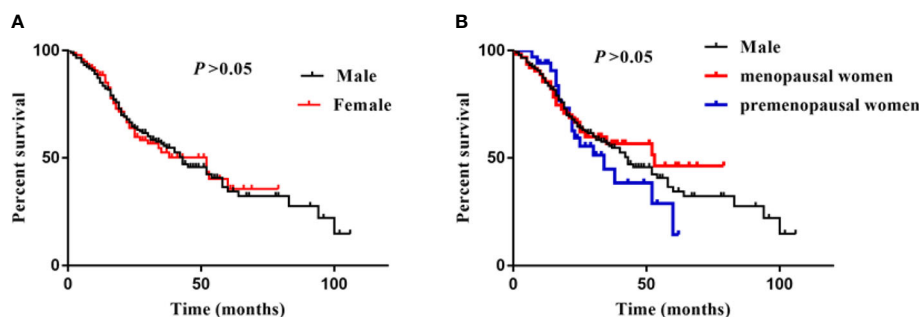 A
Percent survival
100
50
0
P >0.05
Male
Female
0
50
100
Time (months)
B
Percent survival
100
50
0
P >0.05
Male
menopausal women
premenopausal women
0
50
100
Time (months)